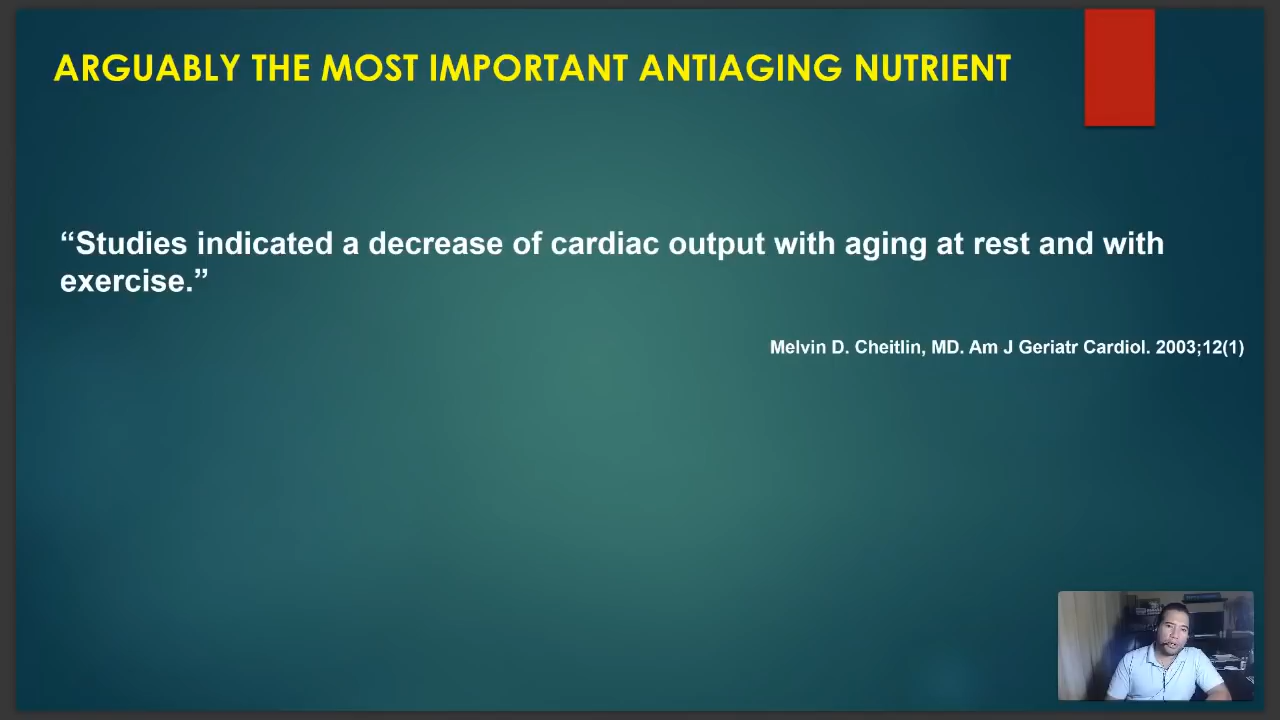 ARGUABLY THE MOST IMPORTANT ANTIAGING NUTRIENT
“Studies indicated a decrease of cardiac output with aging at rest and with
exercise.”
Melvin D. Cheitlin, MD. Am J Geriatr Cardiol. 2003;12(1)